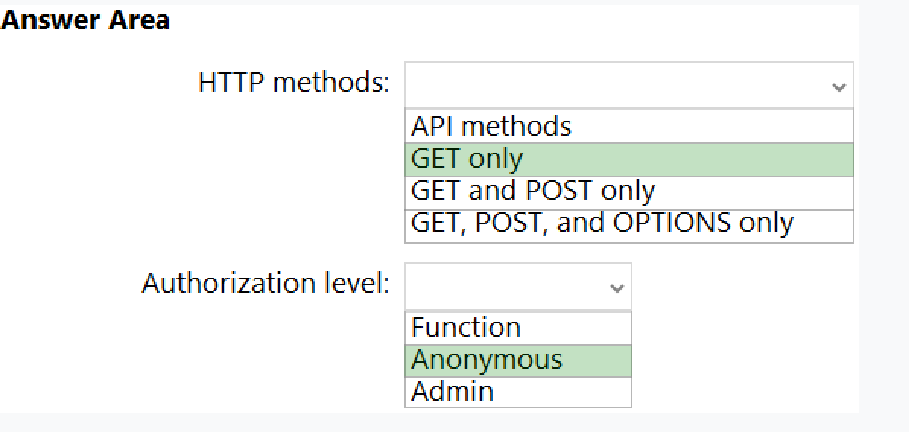 Answer Area
HTTP methods:
API methods
GET only
GET and POST only
GET, POST, and OPTIONS only
Authorization level:
Function
Anonymous
Admin